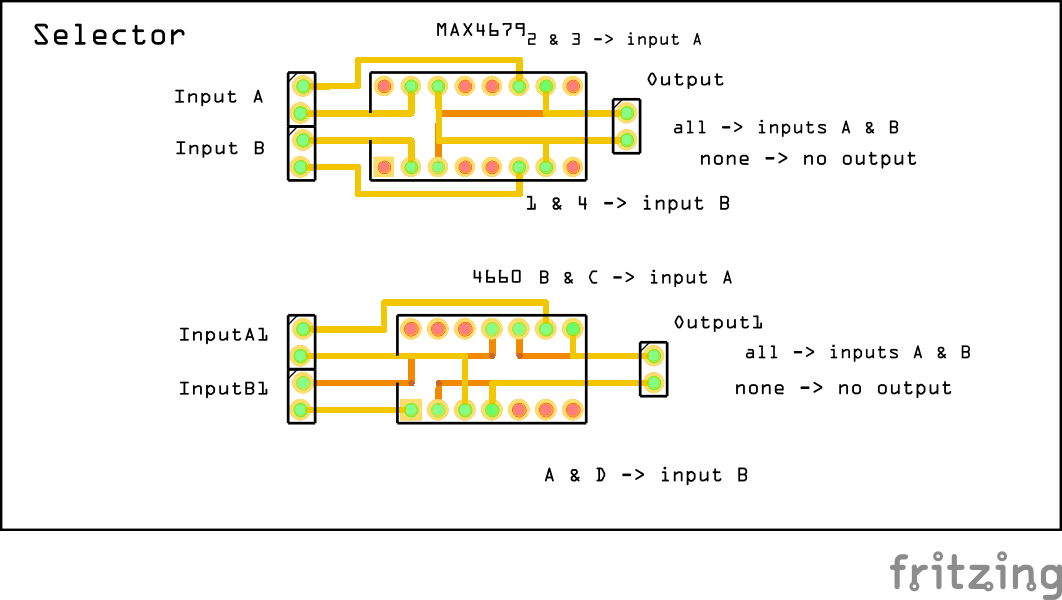 Selector
MAX4679
2 & 3 -> input A
Input A
Input B
Output
all -> inputs A & B
none -> no output
1 & 4 -> input B
4660 B & C -> input A
InputA1
InputB1
Output1
all -> inputs A & B
none -> no output
A & D -> input B
fritzing